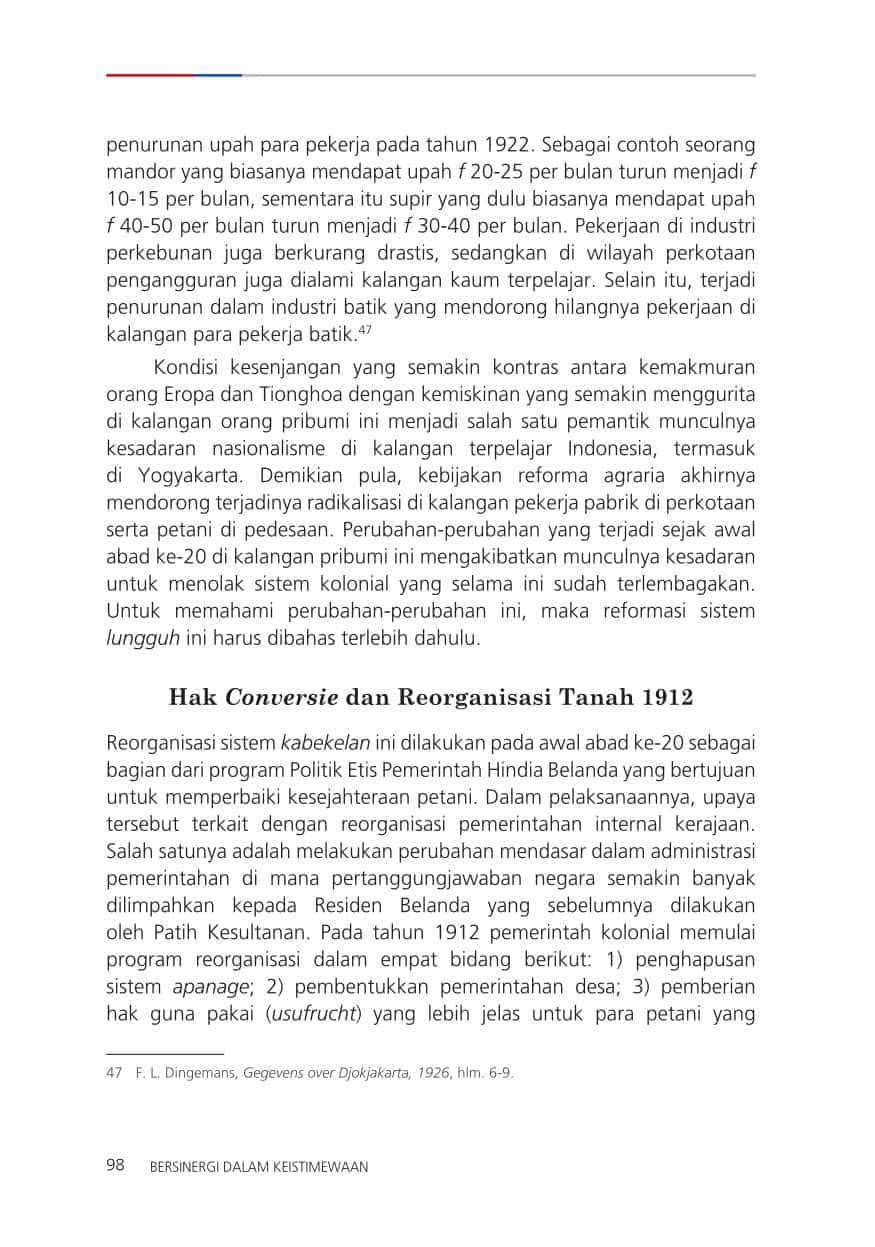 penurunan upah para pekerja pada tahun 1922. Sebagai contoh seorang
mandor yang biasanya mendapat upah f 20-25 per bulan turun menjadi f
10-15 per bulan, sementara itu supir yang dulu biasanya mendapat upah
f 40-50 per bulan turun menjadi f 30-40 per bulan. Pekerjaan di industri
perkebunan juga berkurang drastis, sedangkan di wilayah perkotaan
pengangguran juga dialami kalangan kaum terpelajar. Selain itu, terjadi
penurunan dalam industri batik yang mendorong hilangnya pekerjaan di
kalangan para pekerja batik.47
Kondisi kesenjangan yang semakin kontras antara kemakmuran
orang Eropa dan Tionghoa dengan kemiskinan yang semakin menggurita
di kalangan orang pribumi ini menjadi salah satu pemantik munculnya
kesadaran nasionalisme di kalangan terpelajar Indonesia, termasuk
di Yogyakarta. Demikian pula, kebijakan reforma agraria akhirnya
mendorong terjadinya radikalisasi di kalangan pekerja pabrik di perkotaan
serta petani di pedesaan. Perubahan-perubahan yang terjadi sejak awal
abad ke-20 di kalangan pribumi ini mengakibatkan munculnya kesadaran
untuk menolak sistem kolonial yang selama ini sudah terlembagakan.
Untuk memahami perubahan-perubahan ini, maka reformasi sistem
lungguh ini harus dibahas terlebih dahulu.
Hak Conversie dan Reorganisasi Tanah 1912
Reorganisasi sistem kabekelan ini dilakukan pada awal abad ke-20 sebagai
bagian dari program Politik Etis Pemerintah Hindia Belanda yang bertujuan
untuk memperbaiki kesejahteraan petani. Dalam pelaksanaannya, upaya
tersebut terkait dengan reorganisasi pemerintahan internal kerajaan.
Salah satunya adalah melakukan perubahan mendasar dalam administrasi
pemerintahan di mana pertanggungjawaban negara semakin banyak
dilimpahkan kepada Residen Belanda yang sebelumnya dilakukan
oleh Patih Kesultanan. Pada tahun 1912 pemerintah kolonial memulai
program reorganisasi dalam empat bidang berikut: 1) penghapusan
sistem apanage; 2) pembentukkan pemerintahan desa; 3) pemberian
hak guna pakai (usufrucht) yang lebih jelas untuk para petani yang
47 F. L. Dingemans, Gegevens over Djokjakarta, 1926, hlm. 6-9.
98 BERSINERGI DALAM KEISTIMEWAAN